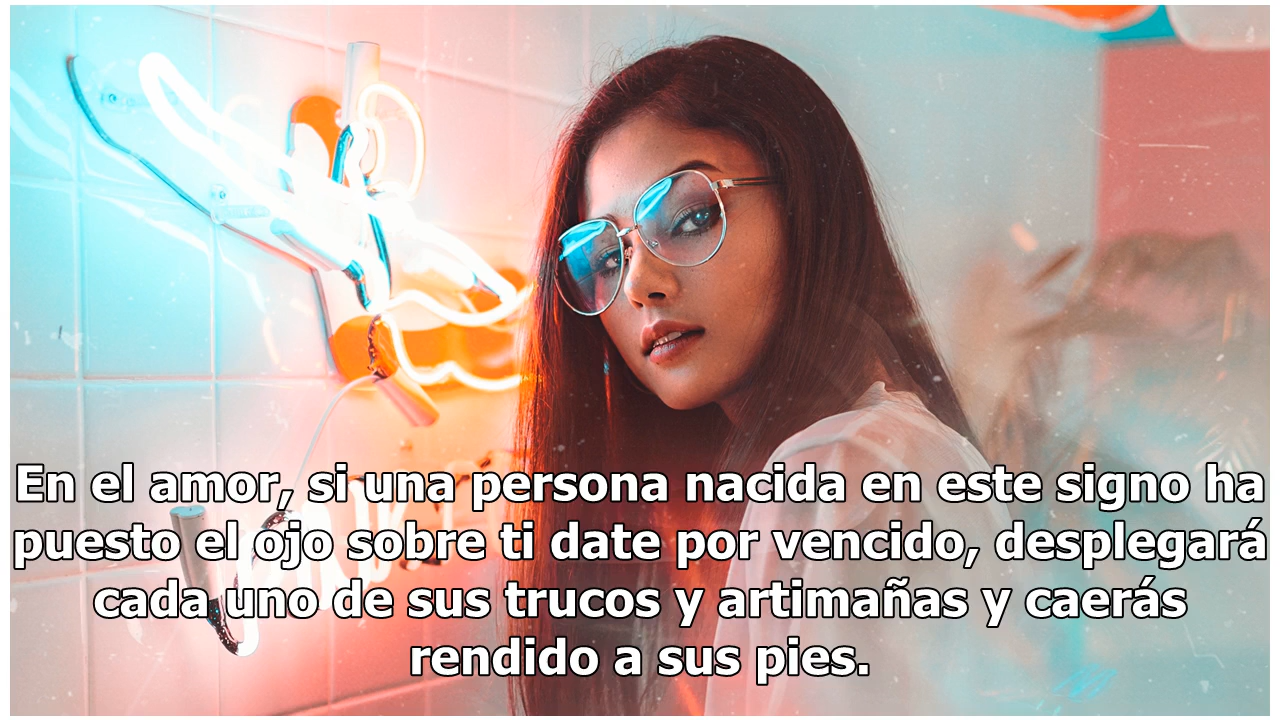 En el amor, si una persona nacida en este signo ha
puesto el ojo sobre ti date por vencido, desplegará
cada uno de sus trucos y artimañas y caerás
rendido a sus pies.